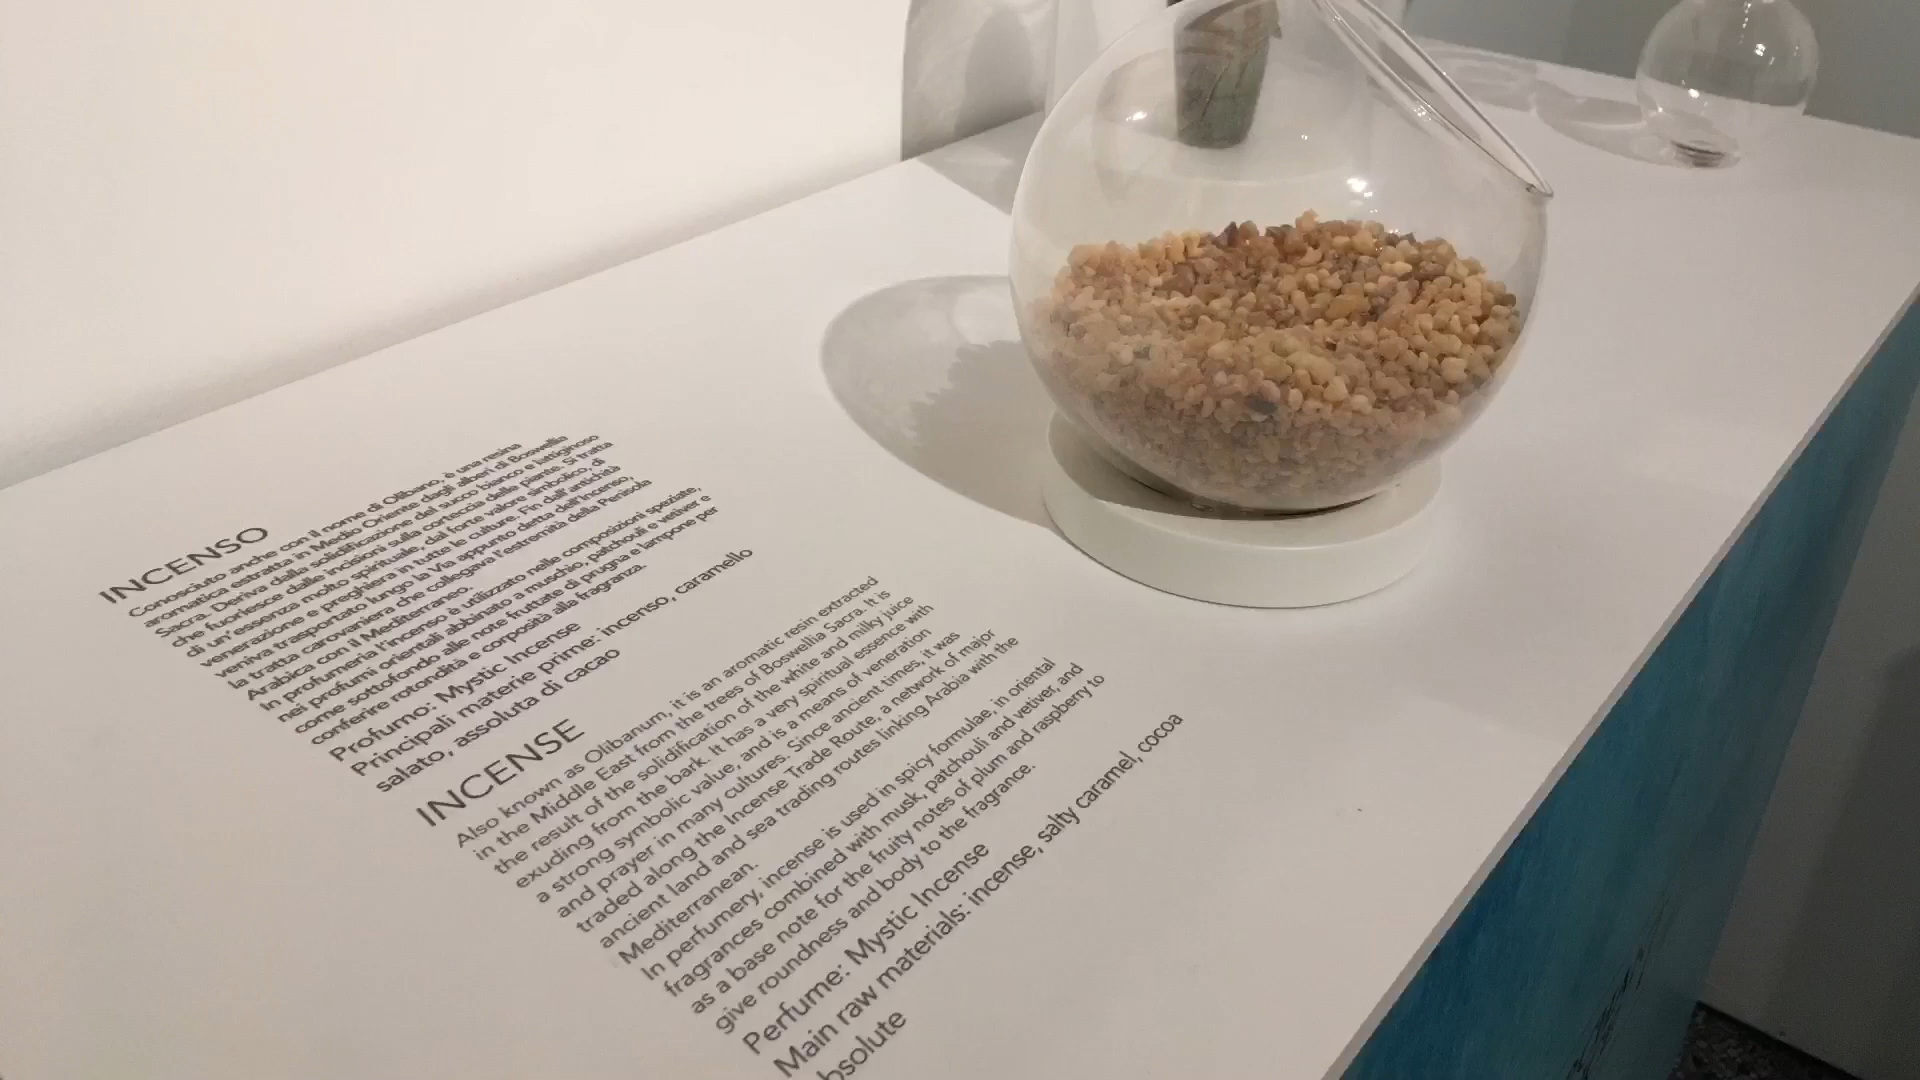 INCENSO
Conosciuto anche con il nome di Olibano, è una resina
aromatica estratta in Medio Oriente dagli alberi di Boswellia
Sacra. Deriva dalla solidificazione del succo bianco e lattiginoso
che fuoriesce dalle incisioni sulla corteccia delle piante. Si tratta
di un'essenza molto spirituale, dal forte valore simbolico, di
venerazione e preghiera in tutte le culture. Fin dall'antichità
veniva trasportato lungo la Via appunto detta dell'Incenso,
la tratta carovaniera che collegava l'estremità della Penisola
Arabica con il Mediterraneo.
In profumeria l'incenso è utilizzato nelle composizioni speziate,
nei profumi orientali abbinato a muschio, patchouli e vetiver e
come sottofondo alle note fruttate di prugna e lampone per
conferire rotondità e corposità alla fragranza.
Profumo: Mystic Incense
Principali materie prime: incenso, caramello
salato, assoluta di cacao
INCENSE
Also known as Olibanum, it is an aromatic resin extracted
in the Middle East from the trees of Boswellia Sacra. It is
the result of the solidification of the white and milky juice
exuding from the bark. It has a very spiritual essence with
a strong symbolic value, and is a means of veneration
and prayer in many cultures. Since ancient times, it was
traded along the Incense Trade Route, a network of major
ancient land and sea trading routes linking Arabia with the
Mediterranean.
In perfumery, incense is used in spicy formulae, in oriental
fragrances combined with musk, patchouli and vetiver, and
as a base note for the fruity notes of plum and raspberry to
give roundness and body to the fragrance.
Perfume: Mystic Incense
Main raw materials: incense, salty caramel, cocoa
bsolute